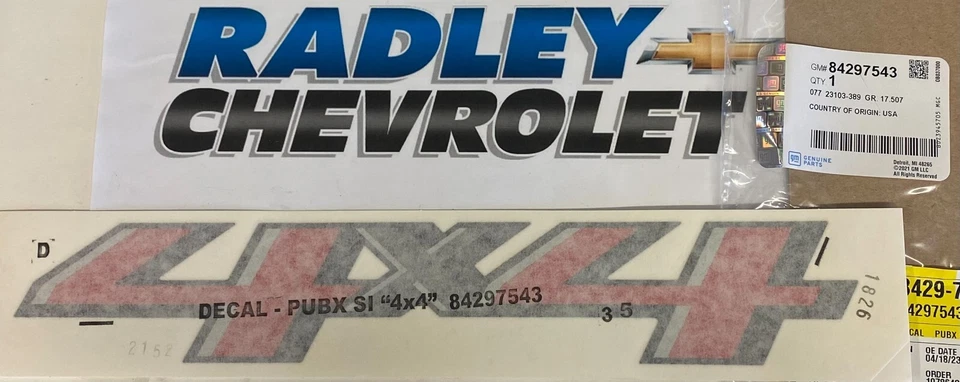 RADLEY
CHEVROLET
GM# 84297543
QTY 1
077 23103-389 GR. 17.507
COUNTRY OF ORIGIN: USA
GM
GENUINE
PARTS
Detroit, MI 48265
©2021 GM LLC
All Rights Reserved
D
4X4
DECAL - PUBX SI "4x4" 84297543
3 5
1826
2152
8429-7
4297543
CAL PUBX
N OE DATE
04/18/23
ORDER